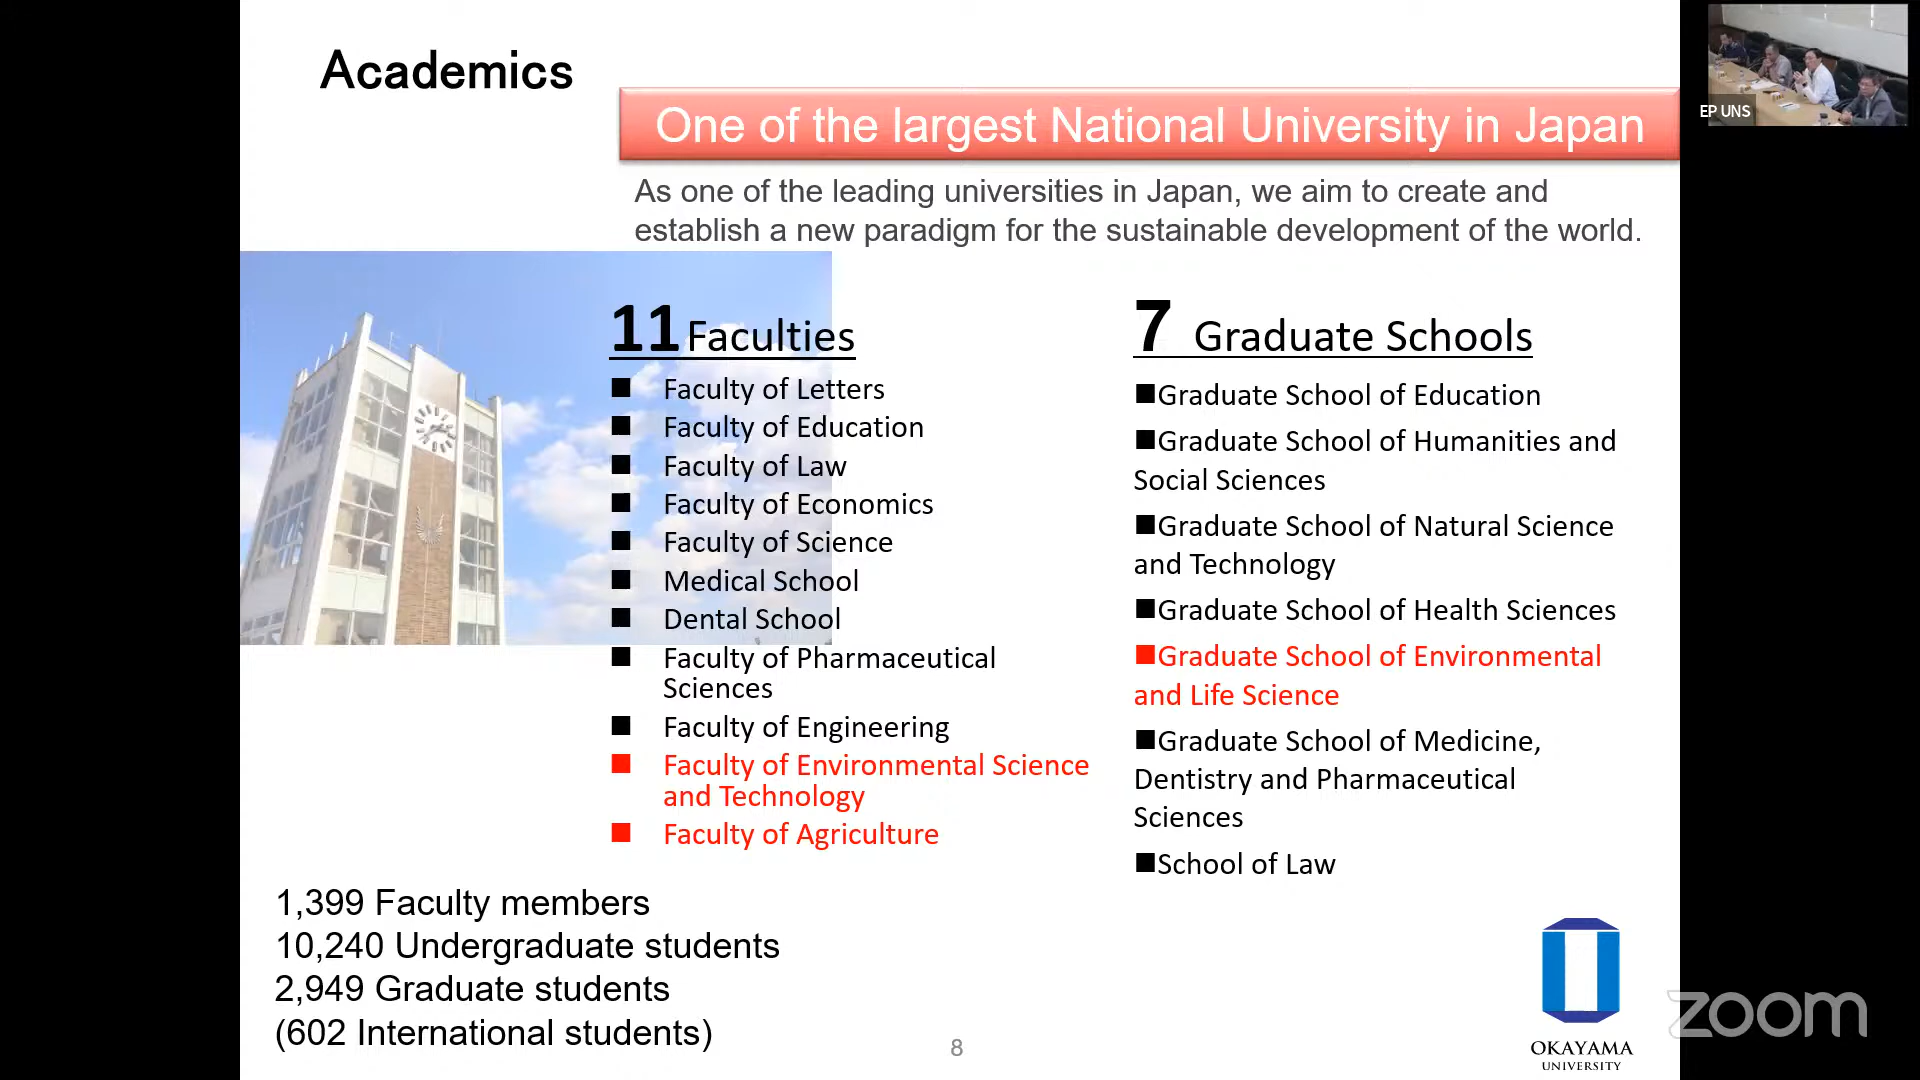 Academics
One of the largest National University in Japan
As one of the leading universities in Japan, we aim to create and
establish a new paradigm for the sustainable development of the world.
11 Faculties
Faculty of Letters
Faculty of Education
Faculty of Law
Faculty of Economics
Faculty of Science
Medical School
Dental School
Faculty of Pharmaceutical
Sciences
Faculty of Engineering
Faculty of Environmental Science
and Technology
Faculty of Agriculture
7 Graduate Schools
Graduate School of Education
Graduate School of Humanities and
Social Sciences
Graduate School of Natural Science
and Technology
Graduate School of Health Sciences
Graduate School of Environmental
and Life Science
Graduate School of Medicine,
Dentistry and Pharmaceutical
Sciences
School of Law
1,399 Faculty members
10,240 Undergraduate students
2,949 Graduate students
(602 International students)
8
OKAYAMA
UNIVERSITY
EP UNS
zoom